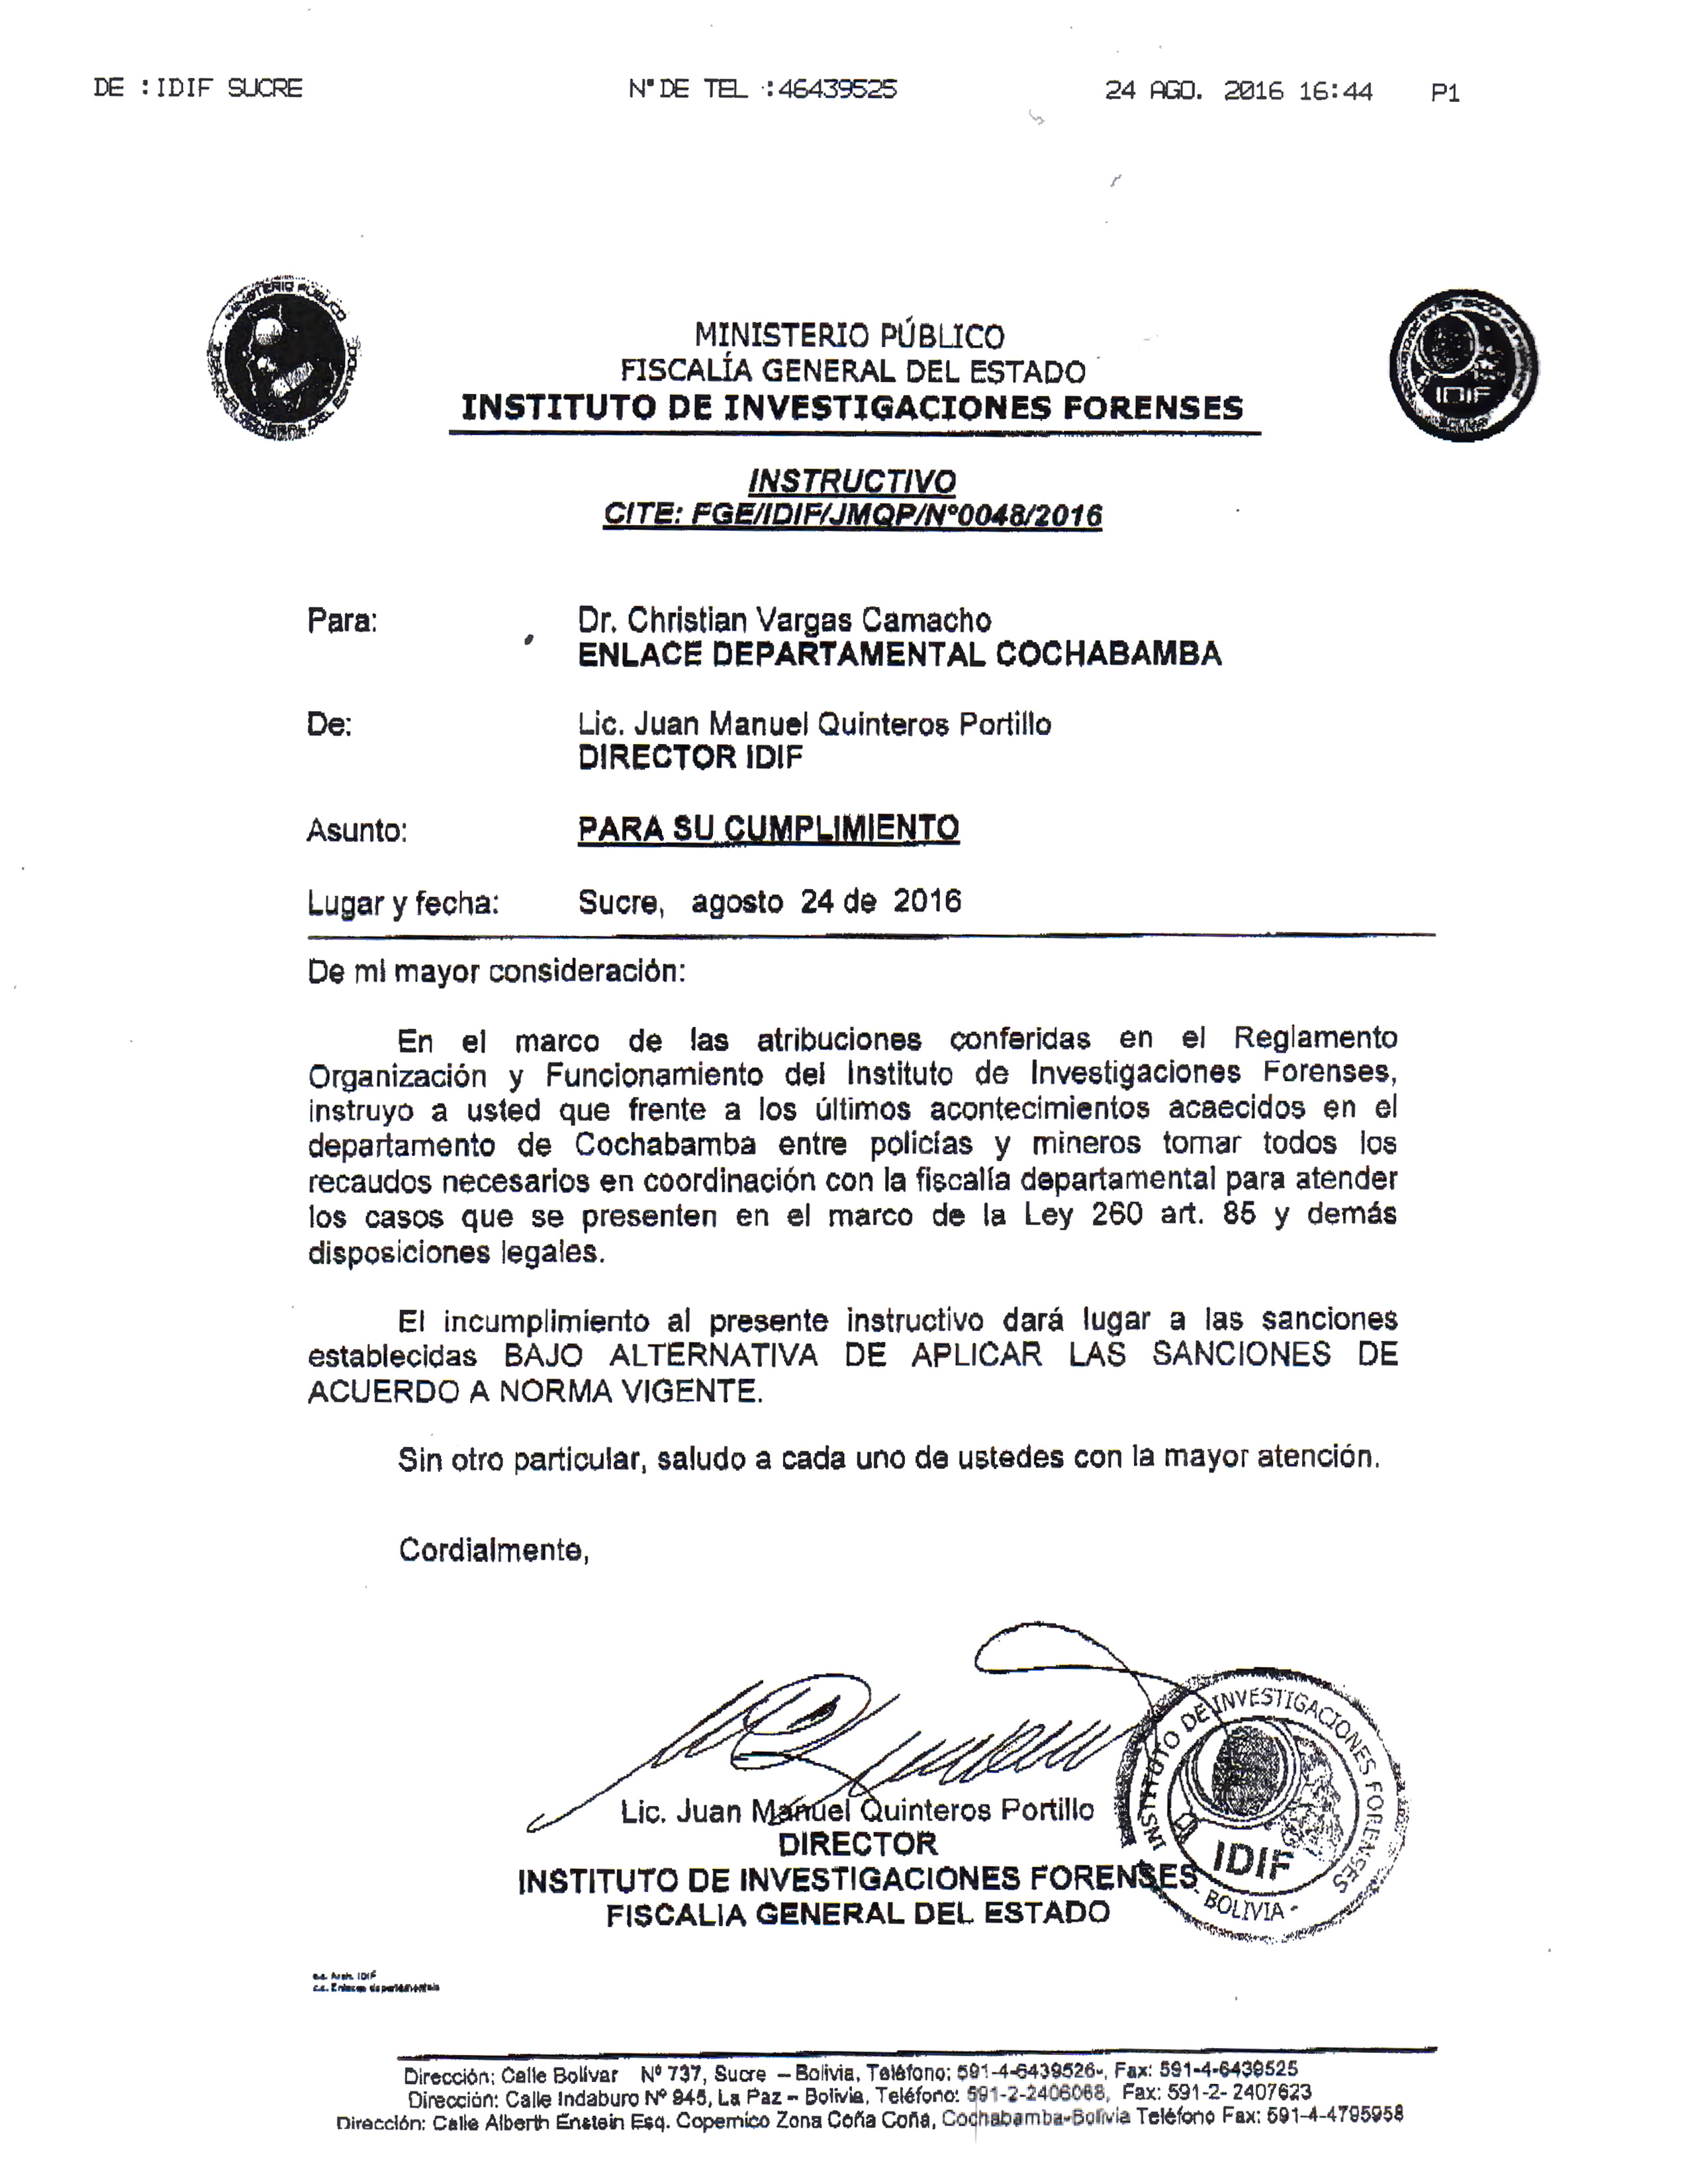 DE : IDIF SUCRE N° DE TEL : 46439525 24 AGO. 2016 16:44 P1
MINISTERIO PÚBLICO
FISCALÍA GENERAL DEL ESTADO
INSTITUTO DE INVESTIGACIONES FORENSES
IDIF
INSTRUCTIVO
CITE: FGE/IDIF/JMQP/Nº0048/2016
Para: Dr. Christian Vargas Camacho
ENLACE DEPARTAMENTAL COCHABAMBA
De: Lic. Juan Manuel Quinteros Portillo
DIRECTOR IDIF
Asunto: PARA SU CUMPLIMIENTO
Lugar y fecha: Sucre, agosto 24 de 2016
De mi mayor consideración:
En el marco de las atribuciones conferidas en el Reglamento
Organización y Funcionamiento del Instituto de Investigaciones Forenses,
instruyo a usted que frente a los últimos acontecimientos acaecidos en el
departamento de Cochabamba entre policías y mineros tomar todos los
recaudos necesarios en coordinación con la fiscalía departamental para atender
los casos que se presenten en el marco de la Ley 260 art. 85 y demás
disposiciones legales.
El incumplimiento al presente instructivo dará lugar a las sanciones
establecidas BAJO ALTERNATIVA DE APLICAR LAS SANCIONES DE
ACUERDO A NORMA VIGENTE.
Sin otro particular, saludo a cada uno de ustedes con la mayor atención.
Cordialmente,
Lic. Juan Manuel Quinteros Portillo
DIRECTOR
INSTITUTO DE INVESTIGACIONES FORENSES
FISCALIA GENERAL DEL ESTADO
INSTITUTO DE INVESTIGACIONES FORENSES
IDIF
- BOLIVIA -
c.c. Arch. IDIF
c.c. Enlaces departamentales
Dirección: Calle Bolívar Nº 737, Sucre – Bolivia, Teléfono: 591-4-6439526-, Fax: 591-4-6439525
Dirección: Calle Indaburo Nº 945, La Paz – Bolivia, Teléfono: 591-2-2406068, Fax: 591-2- 2407623
Dirección: Calle Alberth Enstein Esq. Copernico Zona Coña Coña, Cochabamba-Bolivia Teléfono Fax: 591-4-4795958